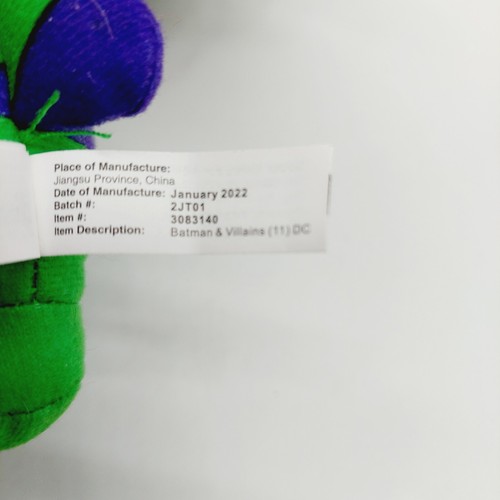 Place of Manufacture:
Jiangsu Province, China
Date of Manufacture: January 2022
Batch #: 2JT01
Item #: 3083140
Item Description: Batman & Villains (11) DC